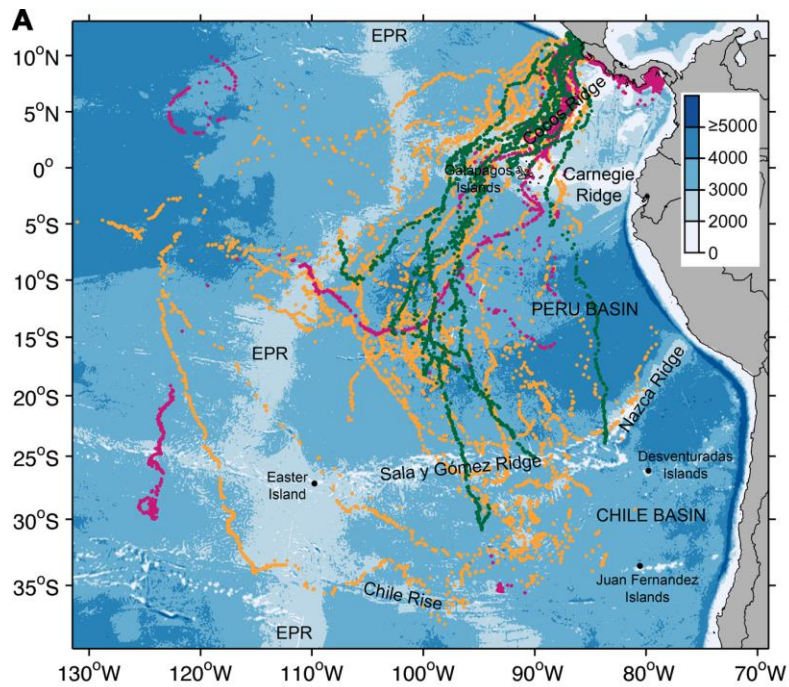 A
EPR
10°N
5°N
0°
5°S
10°S
15°S
20°S
25°S
30°S
35°S
Cocos Ridge
≥5000
4000
3000
2000
0
Galapagos
Islands
Carnegie
Ridge
PERU BASIN
EPR
Nazca Ridge
Sala y Gómez Ridge
Easter
Island
Desventuradas
Islands
CHILE BASIN
Juan Fernandez
Islands
Chile Rise
EPR
130°W
120°W
110°W
100°W
90°W
80°W
70°W